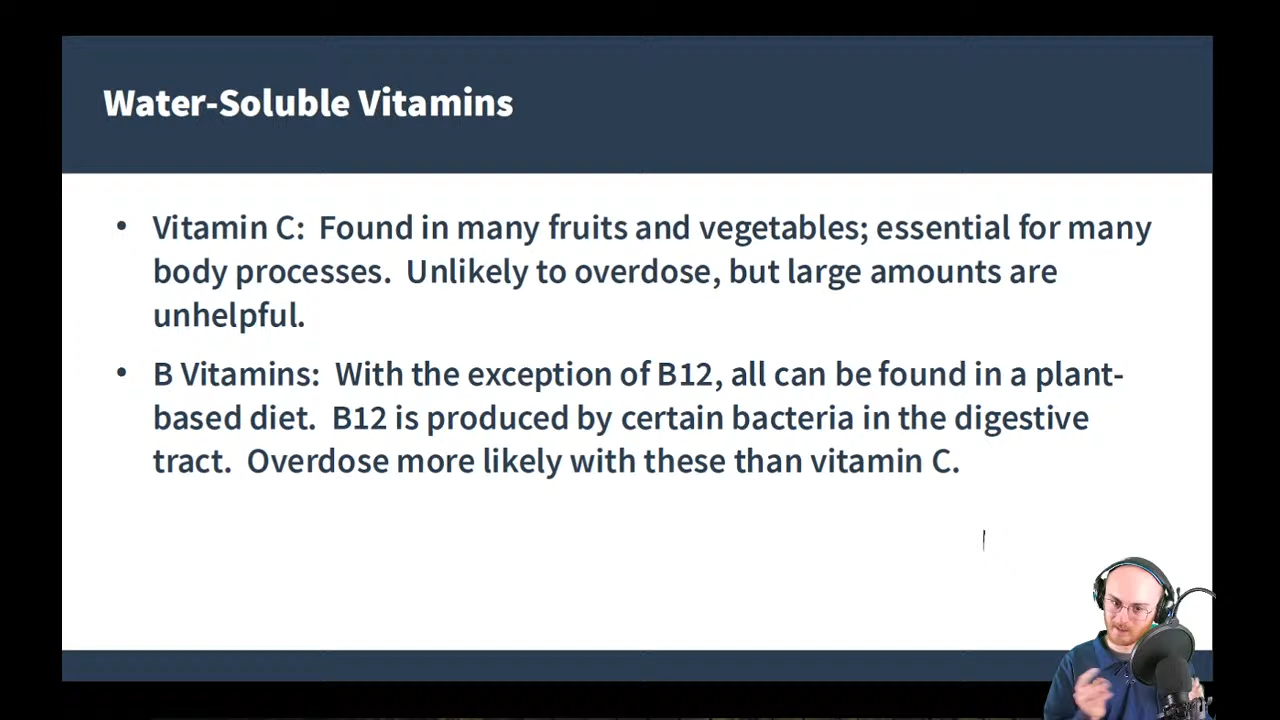 Water-Soluble Vitamins
• Vitamin C: Found in many fruits and vegetables; essential for many
body processes. Unlikely to overdose, but large amounts are
unhelpful.
• B Vitamins: With the exception of B12, all can be found in a plant-
based diet. B12 is produced by certain bacteria in the digestive
tract. Overdose more likely with these than vitamin C.